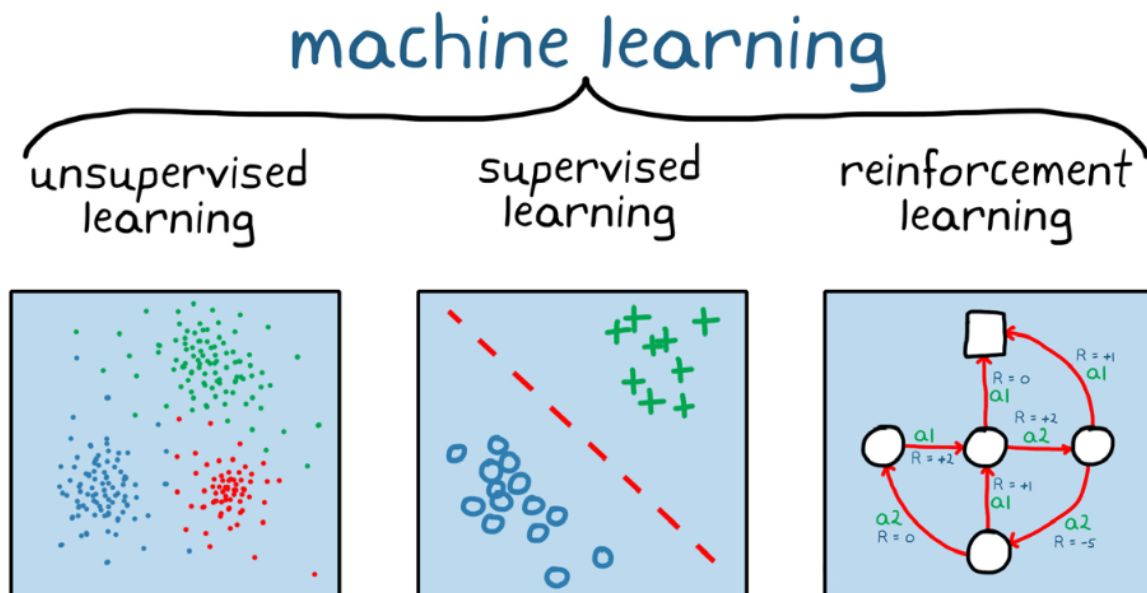 machine learning
unsupervised
learning
supervised
learning
reinforcement
learning
R = +1
a1
R = 0
a1
R = +2
a1
a2
R = +2
R = +1
a1
a2
R = 0
a2
R = -5